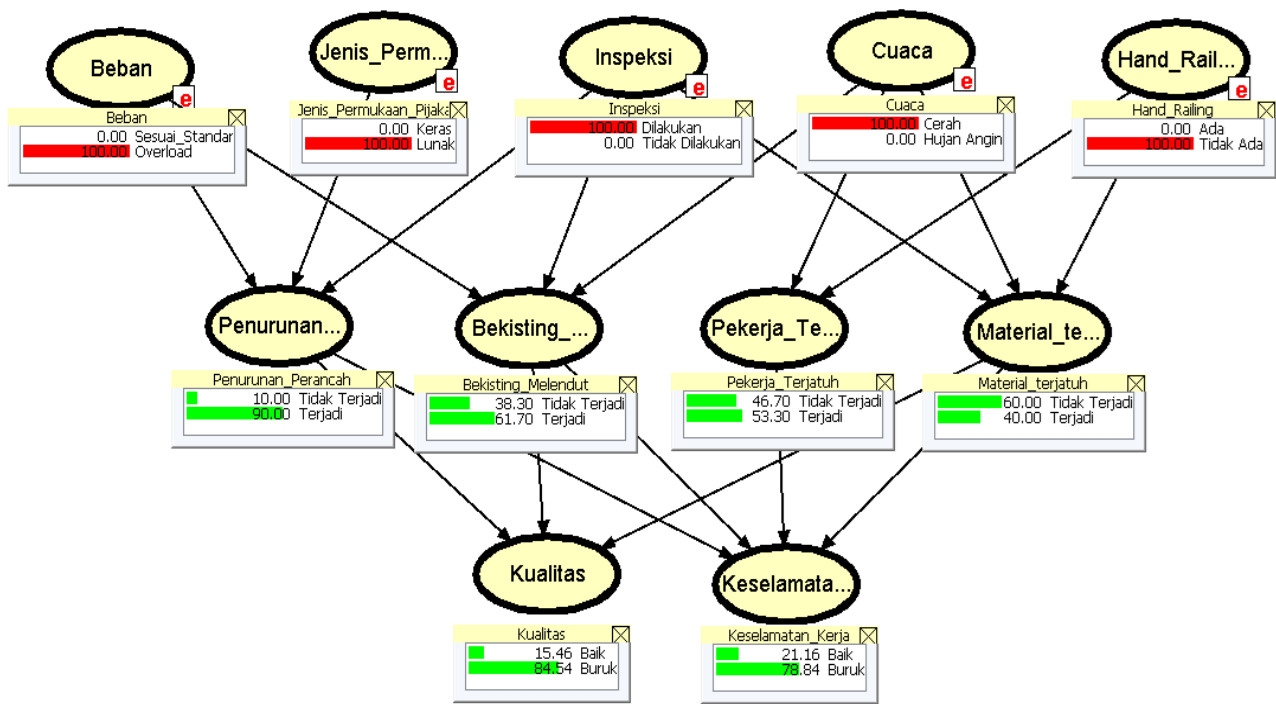 Beban
Jenis_Perm...
Inspeksi
Cuaca
Hand_Rail...
e
e
e
e
e
Beban
0.00 Sesuai_Standar
100.00 Overload
Jenis_Permukaan_Pijaka
0.00 Keras
100.00 Lunak
Inspeksi
100.00 Dilakukan
0.00 Tidak Dilakukan
Cuaca
100.00 Cerah
0.00 Hujan Angin
Hand_Railing
0.00 Ada
100.00 Tidak Ada
Penurunan...
Bekisting_...
Pekerja_Te...
Material_te...
Penurunan_Perancah
10.00 Tidak Terjadi
90.00 Terjadi
Bekisting_Melendut
38.30 Tidak Terjadi
61.70 Terjadi
Pekerja_Terjatuh
46.70 Tidak Terjadi
53.30 Terjadi
Material_terjatuh
60.00 Tidak Terjadi
40.00 Terjadi
Kualitas
Keselamata...
Kualitas
15.46 Baik
84.54 Buruk
Keselamatan_Kerja
21.16 Baik
78.84 Buruk